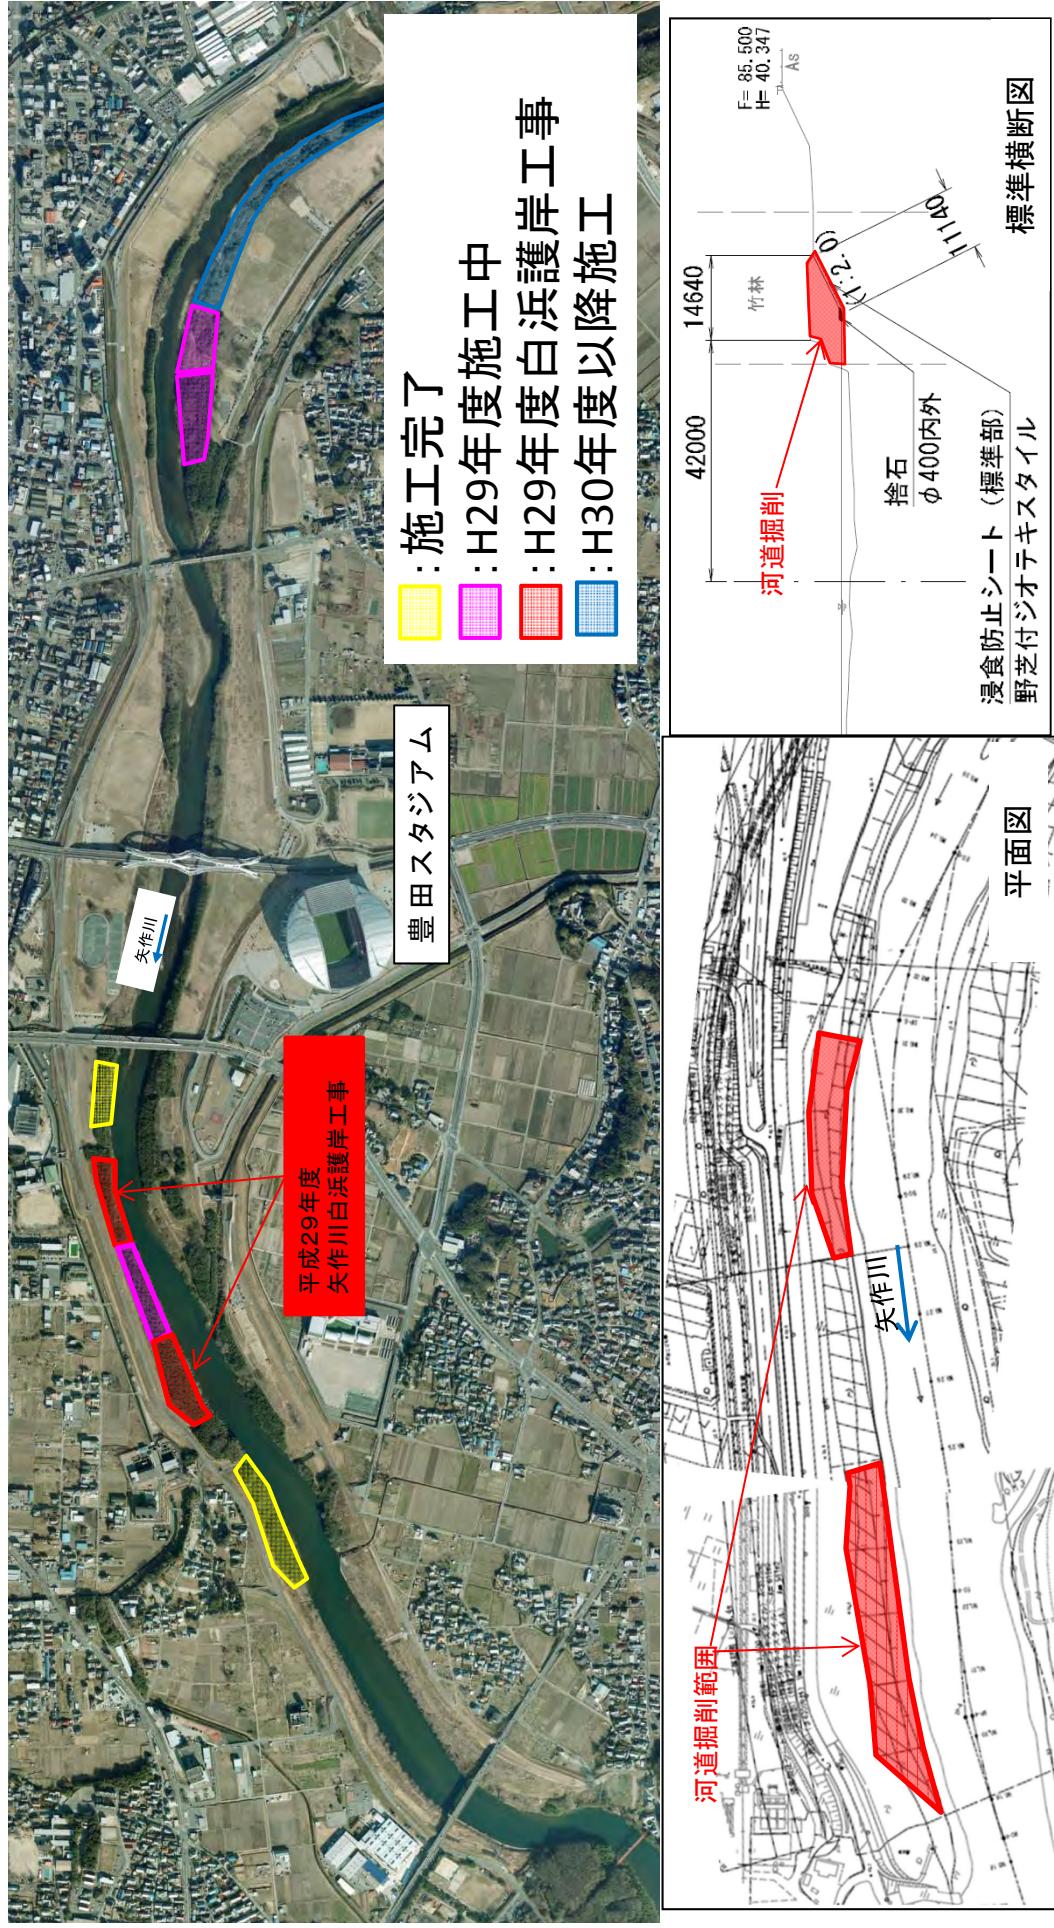 ：施工完了
：H29年度施工中
：H29年度白浜護岸工事
：H30年度以降施工
豊田スタジアム
矢作川
平成29年度
矢作川白浜護岸工事
標準横断図
F= 85.500
H= 40.347
As
14640
42000
竹林
(1:2.0)
11140
河道掘削
捨石
φ400内外
浸食防止シート（標準部）
野芝付ジオテキスタイル
平面図
矢作川
河道掘削範囲